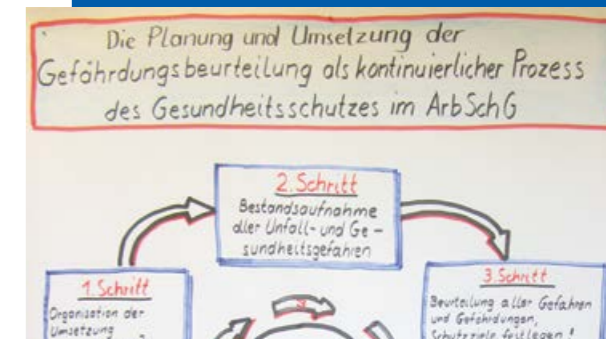 Die Planung und Umsetzung der
Gefährdungsbeurteilung als kontinuierlicher Prozess
des Gesundheitsschutzes im ArbSchG
2. Schritt
Bestandsaufnahme
aller Unfall- und Ge-
sundheitsgefahren
1. Schritt
Organisation der
Umsetzung
3. Schritt
Beurteilung aller Gefahren
und Gefährdungen,
Schutzziele festlegen!